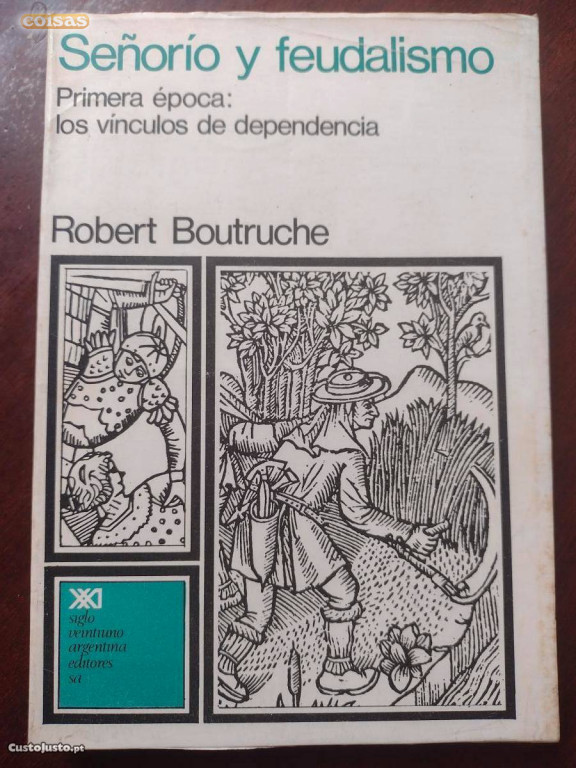 coisas
Señorío y feudalismo
Primera época:
los vínculos de dependencia
Robert Boutruche
siglo
veintiuno
argentina
editores
sa
CustoJusto.pt